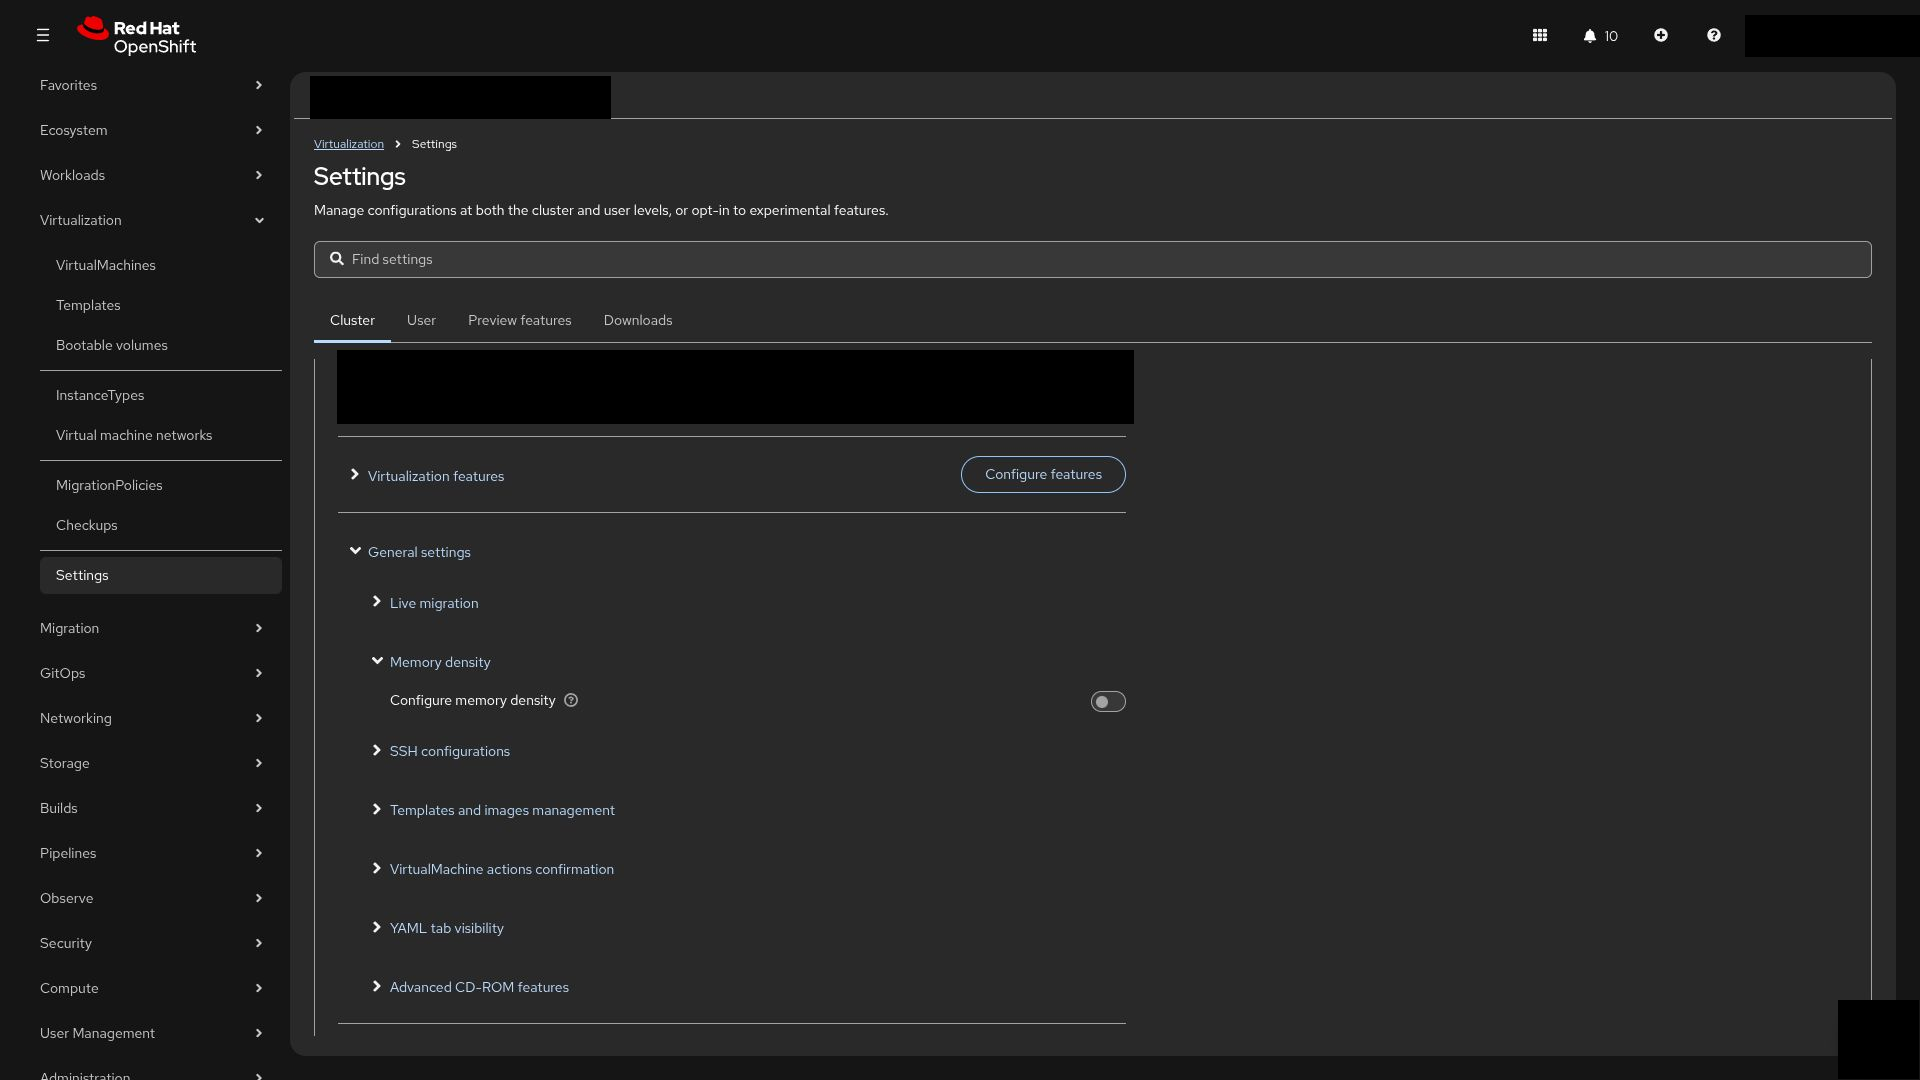 Red Hat
OpenShift
10
Favorites
Ecosystem
Workloads
Virtualization
VirtualMachines
Templates
Bootable volumes
InstanceTypes
Virtual machine networks
MigrationPolicies
Checkups
Settings
Migration
GitOps
Networking
Storage
Builds
Pipelines
Observe
Security
Compute
User Management
Administration
Virtualization Settings
Settings
Manage configurations at both the cluster and user levels, or opt-in to experimental features.
Find settings
Cluster User Preview features Downloads
Virtualization features Configure features
General settings
Live migration
Memory density
Configure memory density
SSH configurations
Templates and images management
VirtualMachine actions confirmation
YAML tab visibility
Advanced CD-ROM features